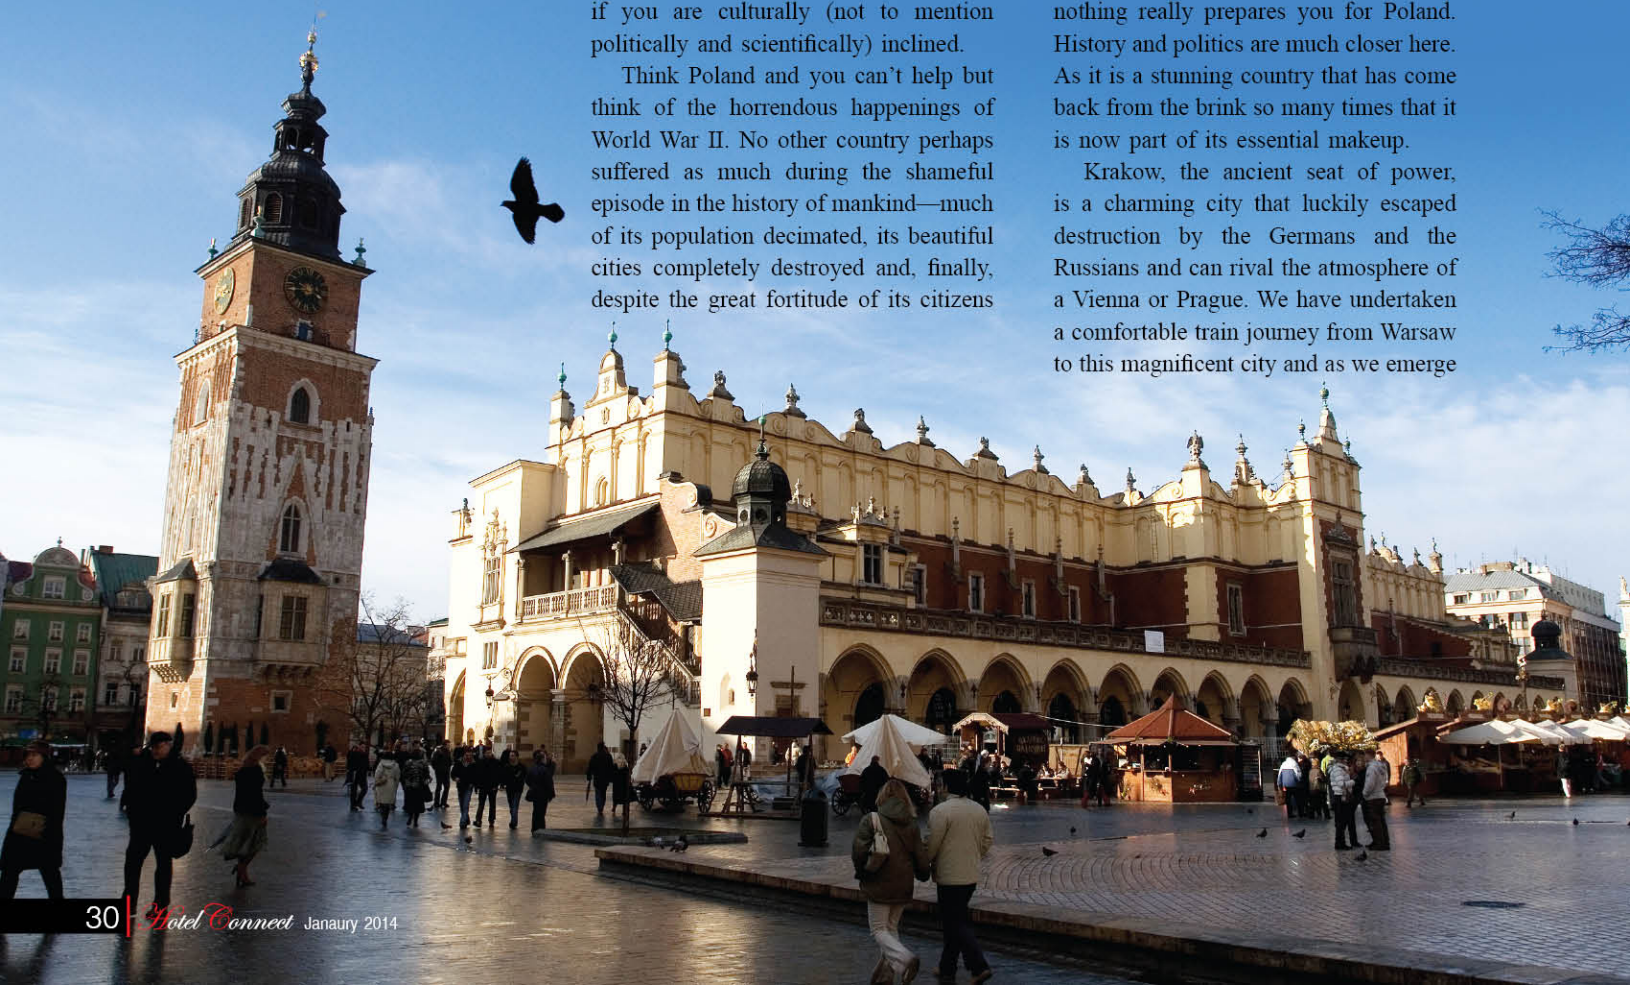 if you are culturally (not to mention
politically and scientifically) inclined.
Think Poland and you can't help but
think of the horrendous happenings of
World War II. No other country perhaps
suffered as much during the shameful
episode in the history of mankind—much
of its population decimated, its beautiful
cities completely destroyed and, finally,
despite the great fortitude of its citizens
nothing really prepares you for Poland.
History and politics are much closer here.
As it is a stunning country that has come
back from the brink so many times that it
is now part of its essential makeup.
Krakow, the ancient seat of power,
is a charming city that luckily escaped
destruction by the Germans and the
Russians and can rival the atmosphere of
a Vienna or Prague. We have undertaken
a comfortable train journey from Warsaw
to this magnificent city and as we emerge
30 Hotel Connect Janaury 2014